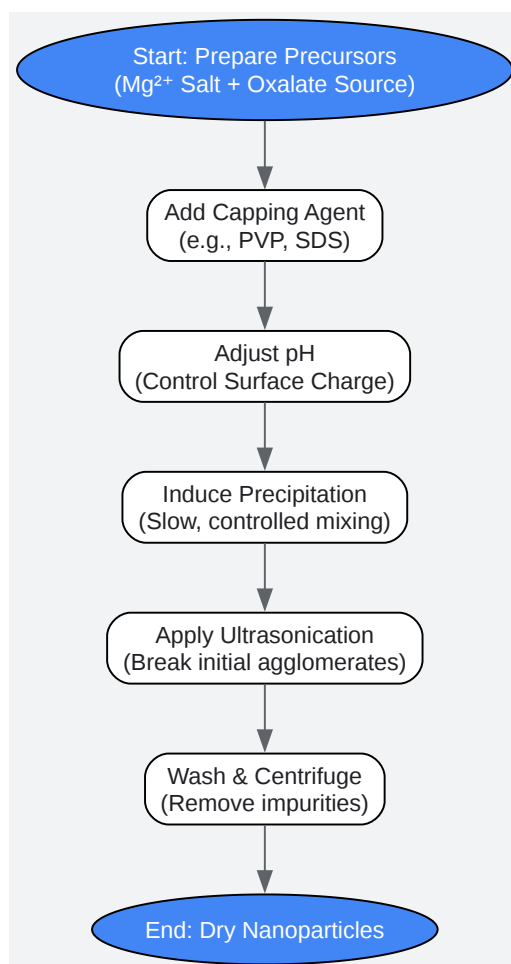 Start: Prepare Precursors
(Mg²⁺ Salt + Oxalate Source)
Add Capping Agent
(e.g., PVP, SDS)
Adjust pH
(Control Surface Charge)
Induce Precipitation
(Slow, controlled mixing)
Apply Ultrasonication
(Break initial agglomerates)
Wash & Centrifuge
(Remove impurities)
End: Dry Nanoparticles